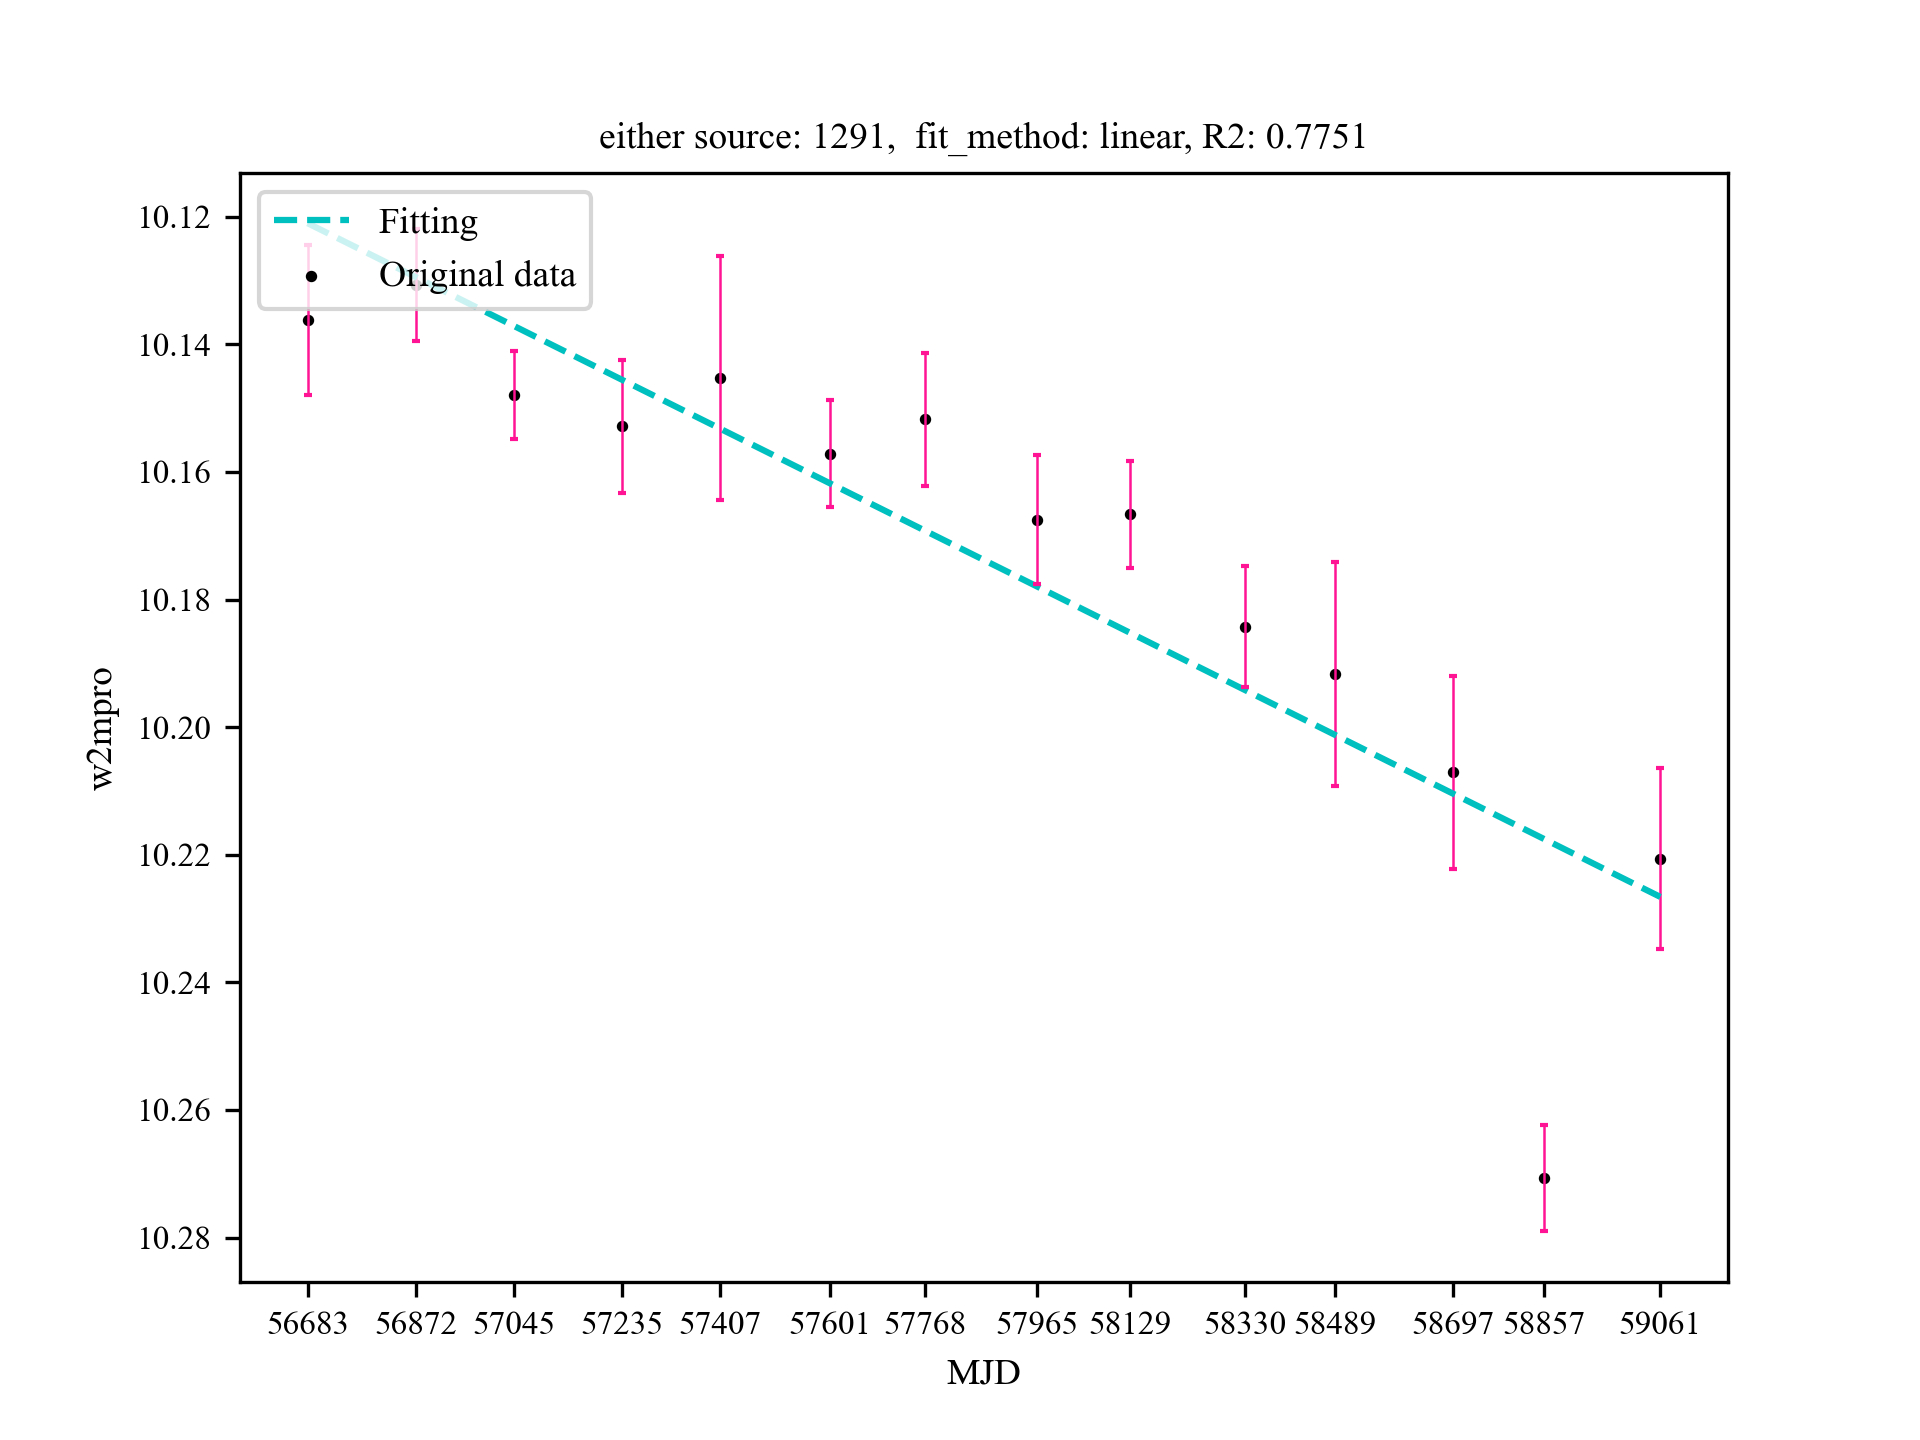 either source: 1291,  fit_method: linear, R2: 0.7751
Fitting
Original data
10.12
10.14
10.16
10.18
10.20
10.22
10.24
10.26
10.28
w2mpro
56683 56872 57045 57235 57407 57601 57768 57965 58129 58330 58489 58697 58857 59061
MJD